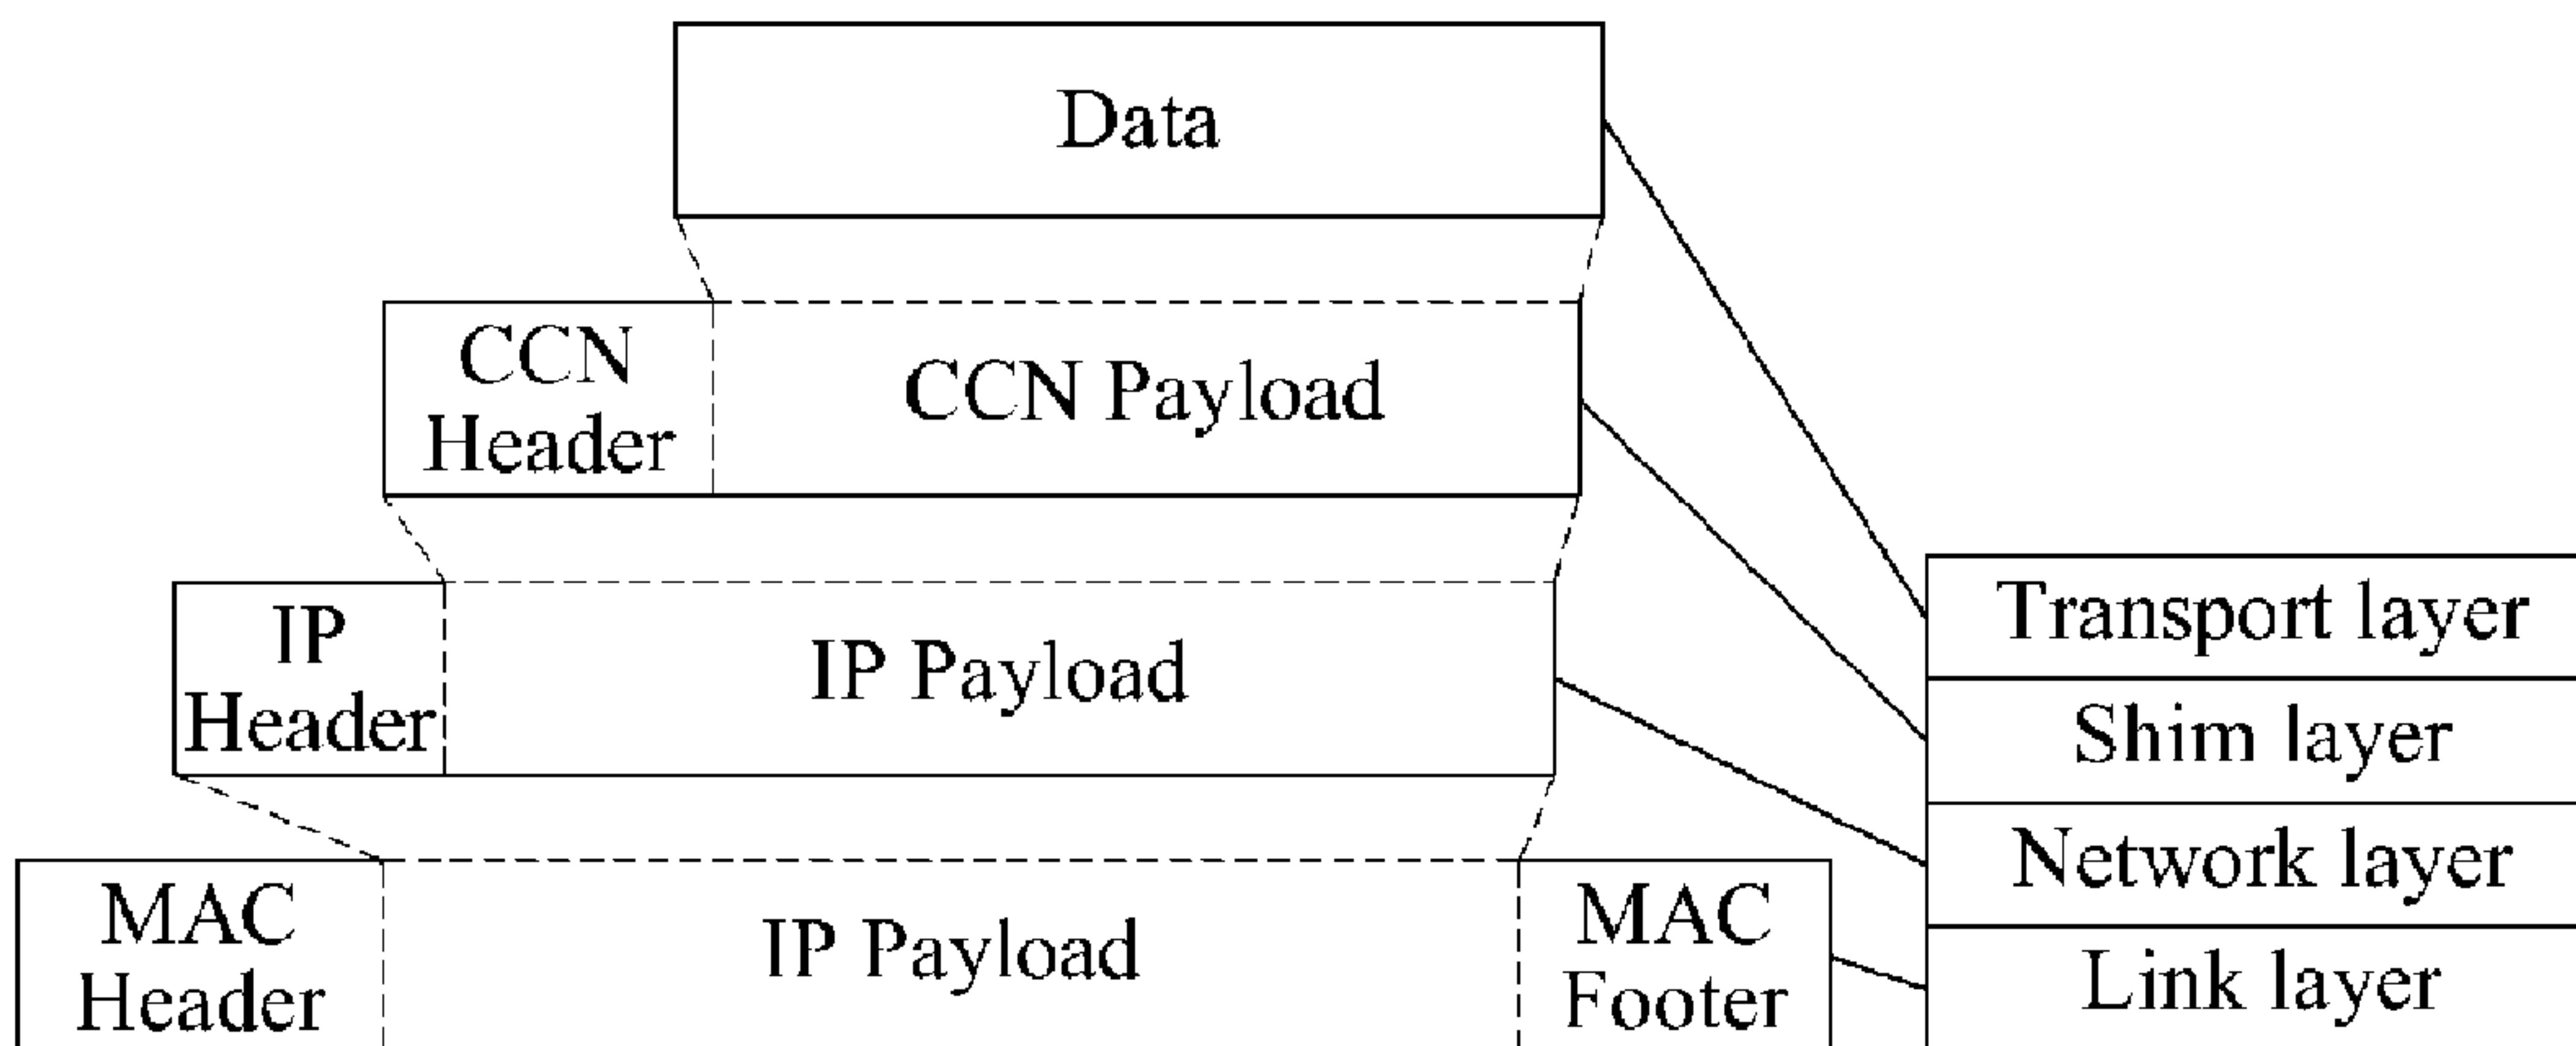 Data
CCN
Header
CCN Payload
IP
Header
IP Payload
MAC
Header
IP Payload
MAC
Footer
Transport layer
Shim layer
Network layer
Link layer